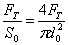 F_T/S_0 = 4F_T/πd_0^2